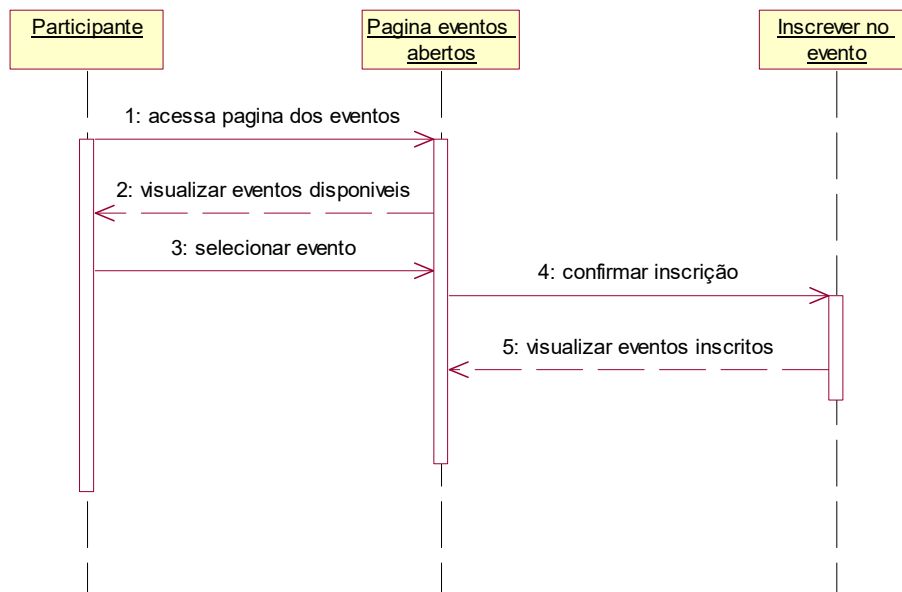 Participante
Pagina eventos
abertos
Inscrever no
evento
1: acessa pagina dos eventos
2: visualizar eventos disponiveis
3: selecionar evento
4: confirmar inscrição
5: visualizar eventos inscritos